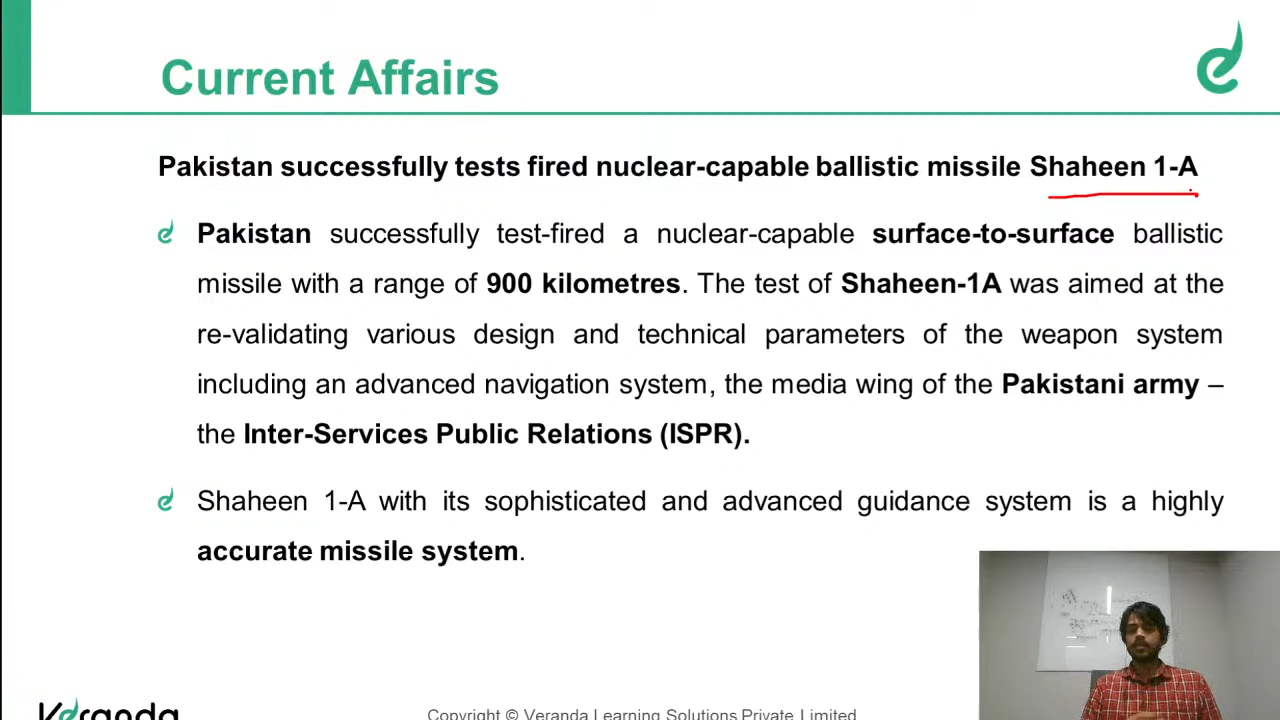 Current Affairs
Pakistan successfully tests fired nuclear-capable ballistic missile Shaheen 1-A
Pakistan successfully test-fired a nuclear-capable surface-to-surface ballistic
missile with a range of 900 kilometres. The test of Shaheen-1A was aimed at the
re-validating various design and technical parameters of the weapon system
including an advanced navigation system, the media wing of the Pakistani army –
the Inter-Services Public Relations (ISPR).
Shaheen 1-A with its sophisticated and advanced guidance system is a highly
accurate missile system.
Veranda
Copyright © Veranda Learning Solutions Private Limited